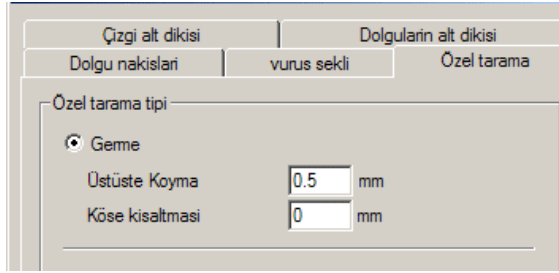 Çizgi alt dikisi
Dolgularin alt dikisi
Dolgu nakislari
vurus sekli
Özel tarama
Özel tarama tipi
Germe
Üstüste Koyma 0.5 mm
Köse kisaltmasi 0 mm